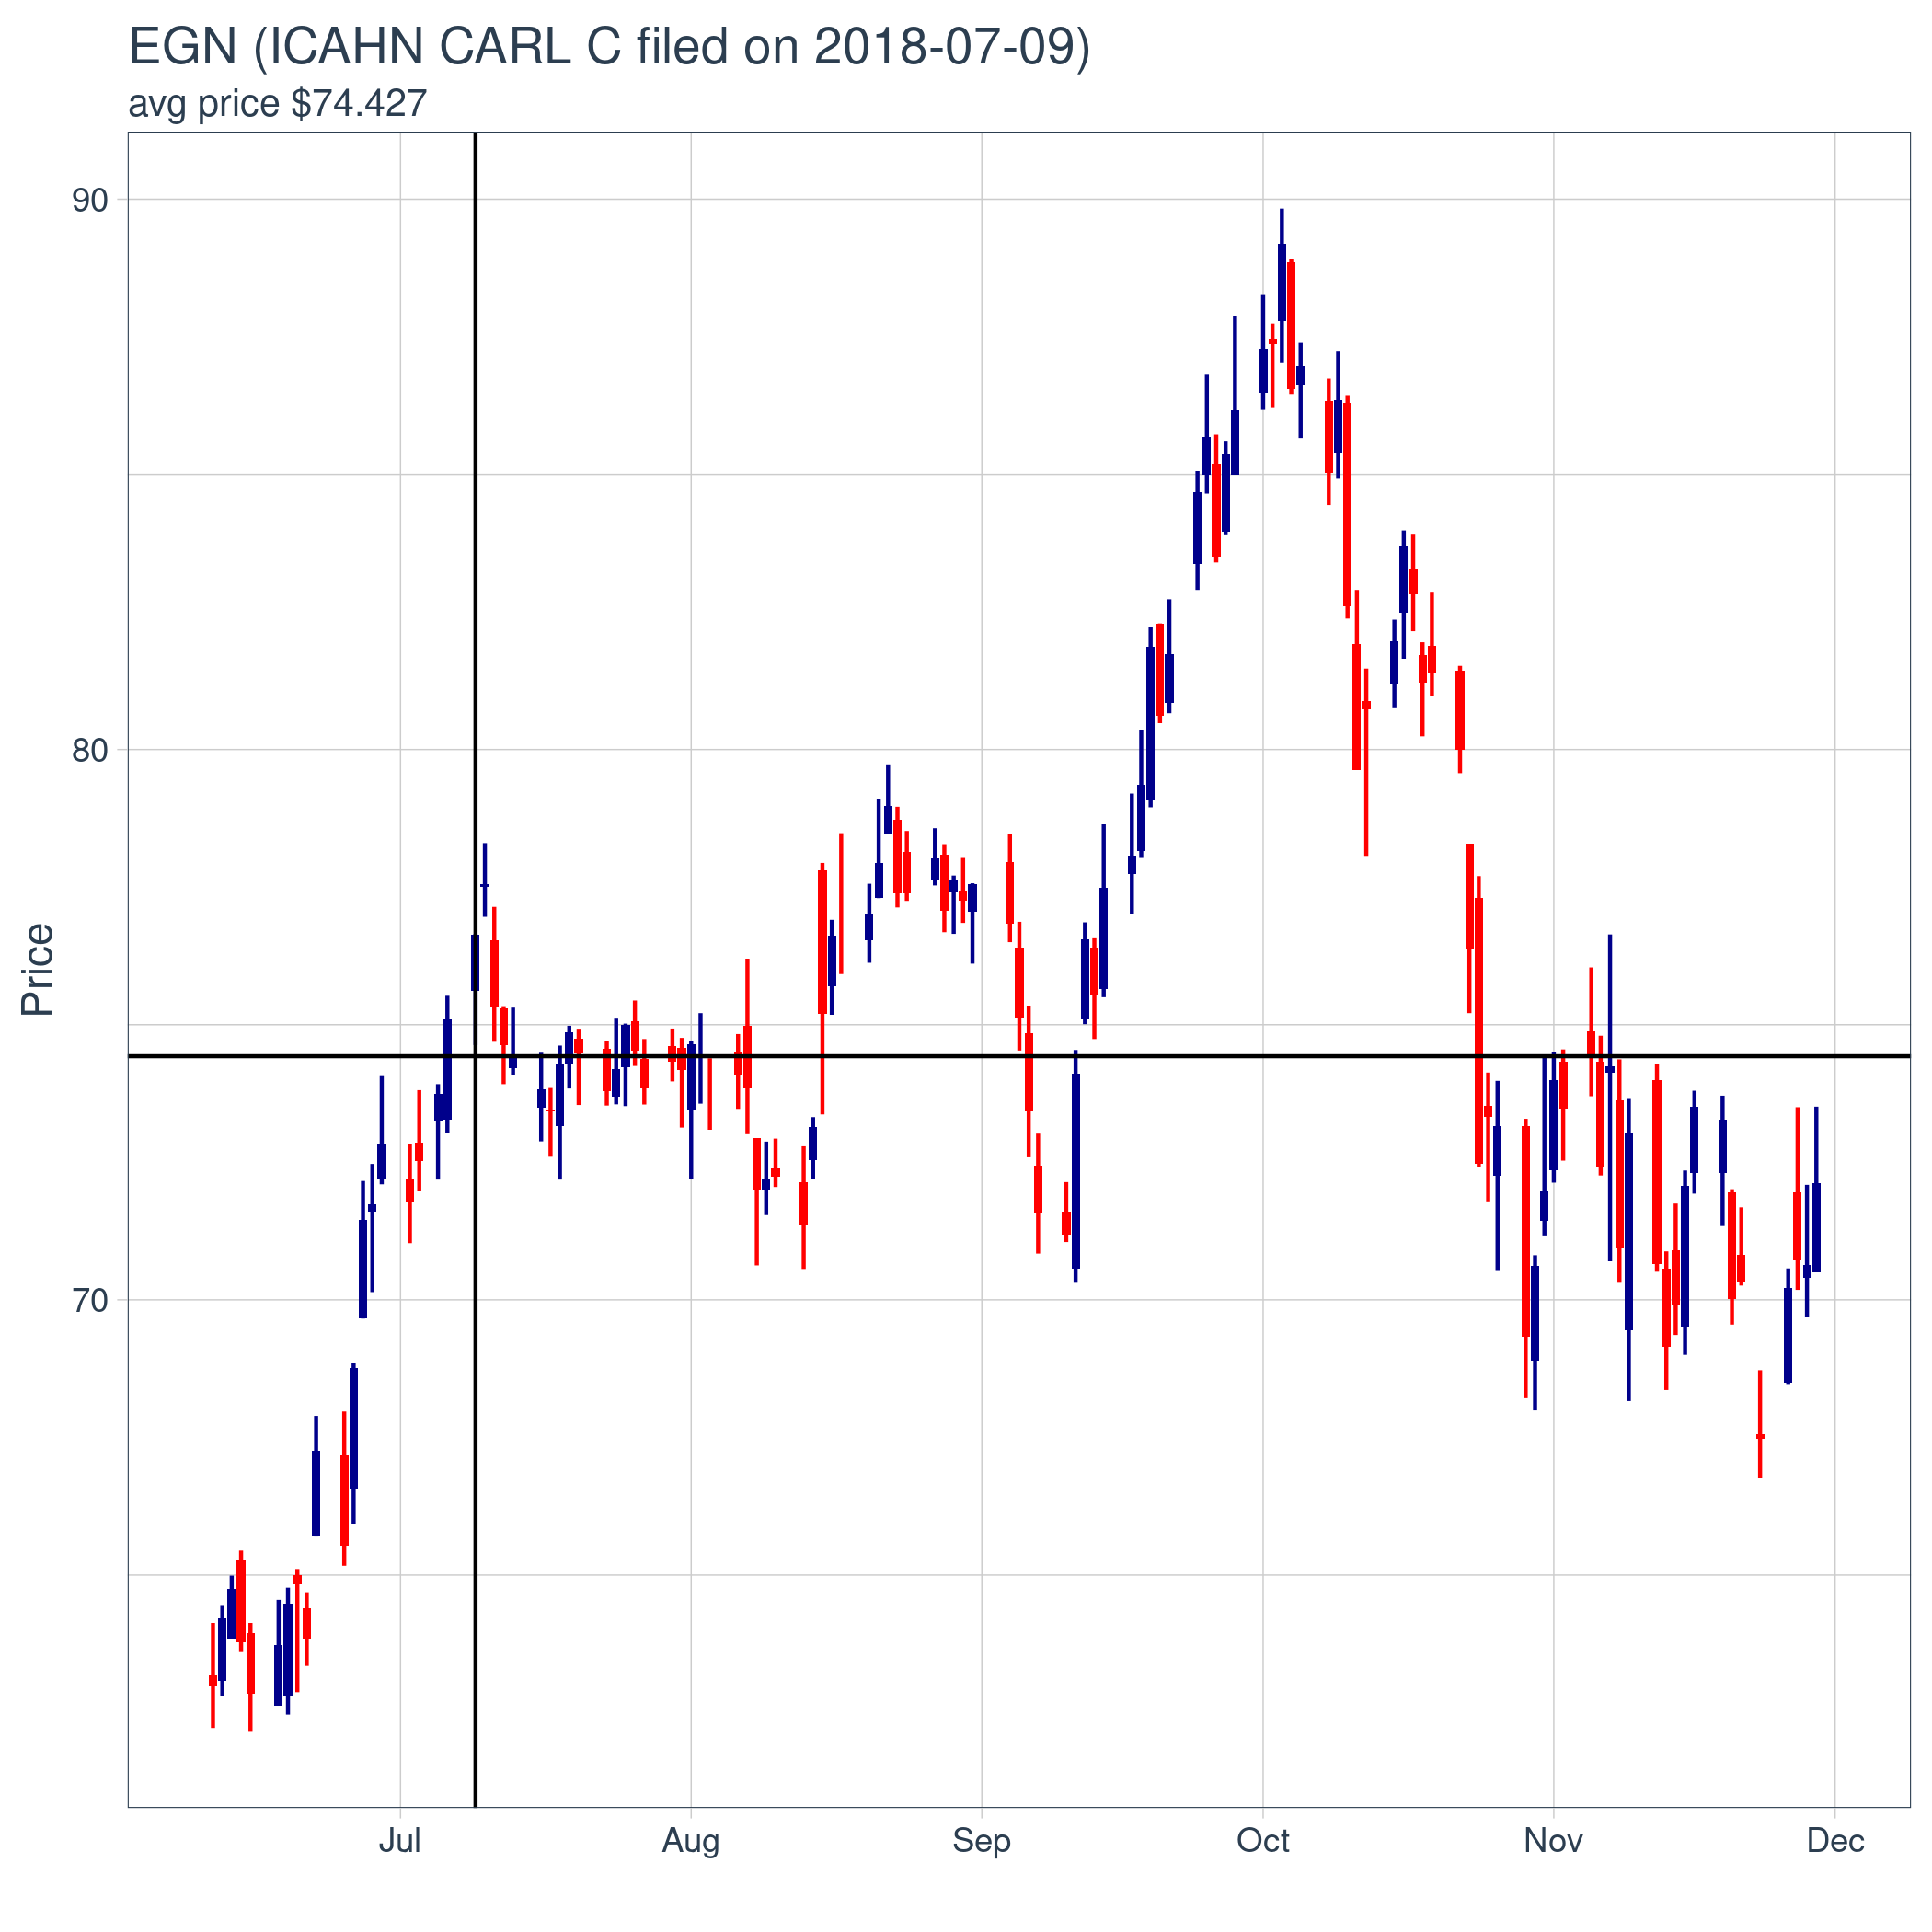 EGN (ICAHN CARL C filed on 2018-07-09)
avg price $74.427
90
80
70
Price
Jul Aug Sep Oct Nov Dec